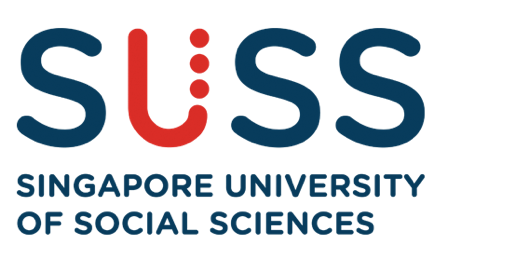 SUSS
SINGAPORE UNIVERSITY
OF SOCIAL SCIENCES